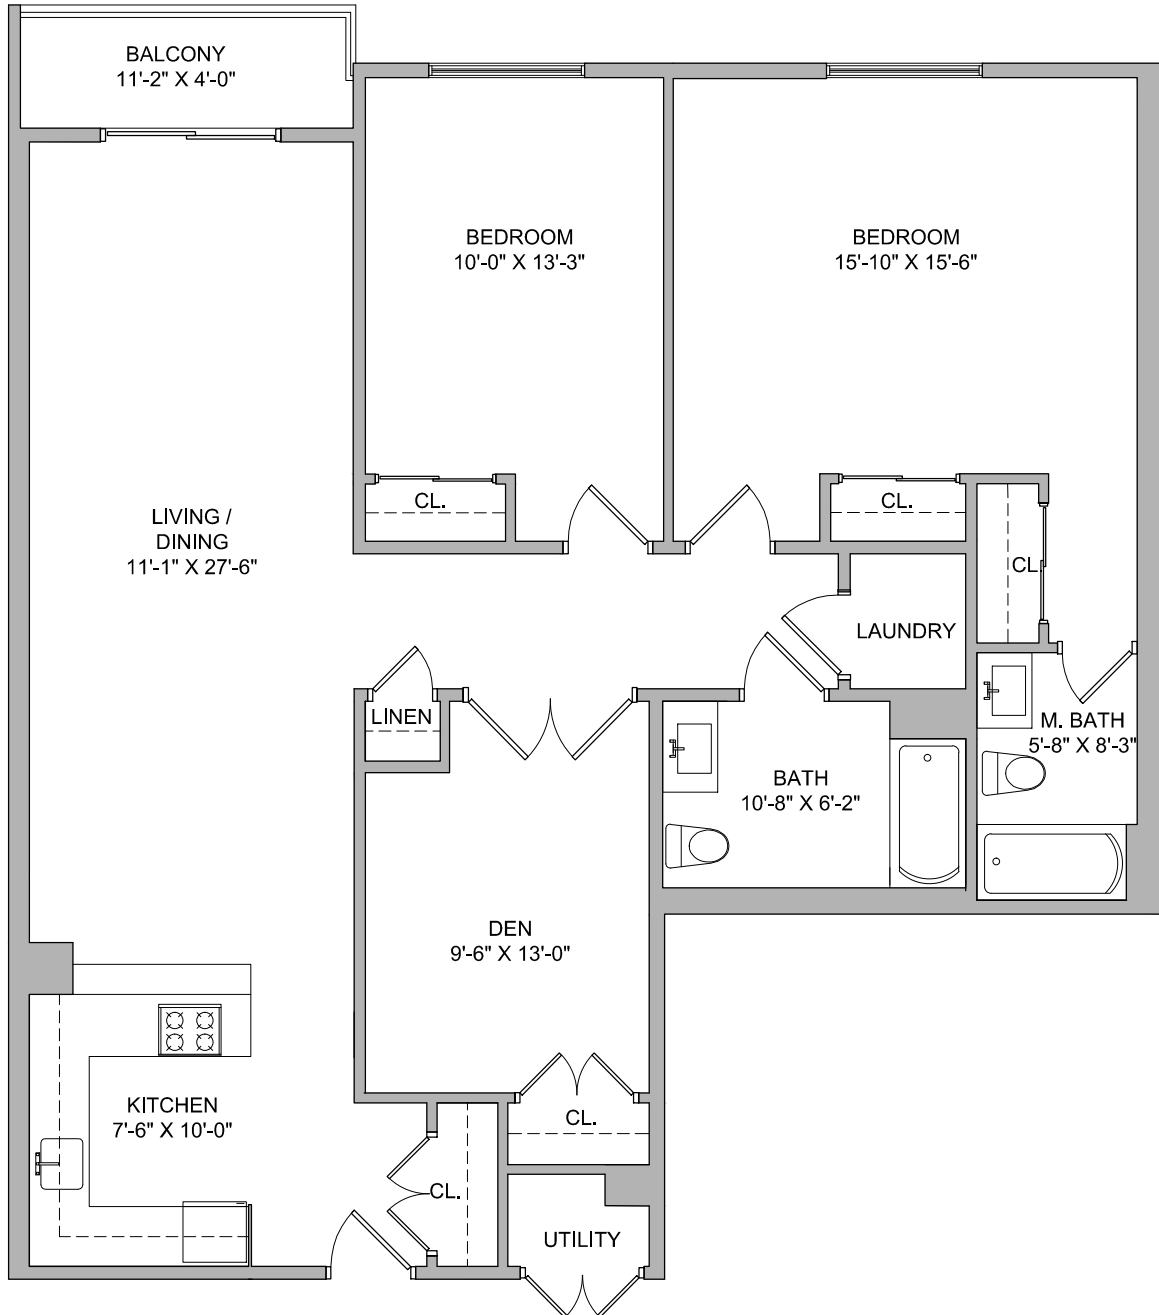 BALCONY
11'-2" X 4'-0"
BEDROOM
10'-0" X 13'-3"
BEDROOM
15'-10" X 15'-6"
CL.
CL.
LIVING /
DINING
11'-1" X 27'-6"
CL.
LAUNDRY
LINEN
M. BATH
5'-8" X 8'-3"
BATH
10'-8" X 6'-2"
DEN
9'-6" X 13'-0"
KITCHEN
7'-6" X 10'-0"
CL.
CL.
UTILITY